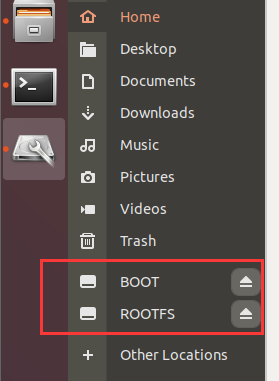 Home
Desktop
Documents
Downloads
Music
Pictures
Videos
Trash
BOOT
ROOTFS
Other Locations